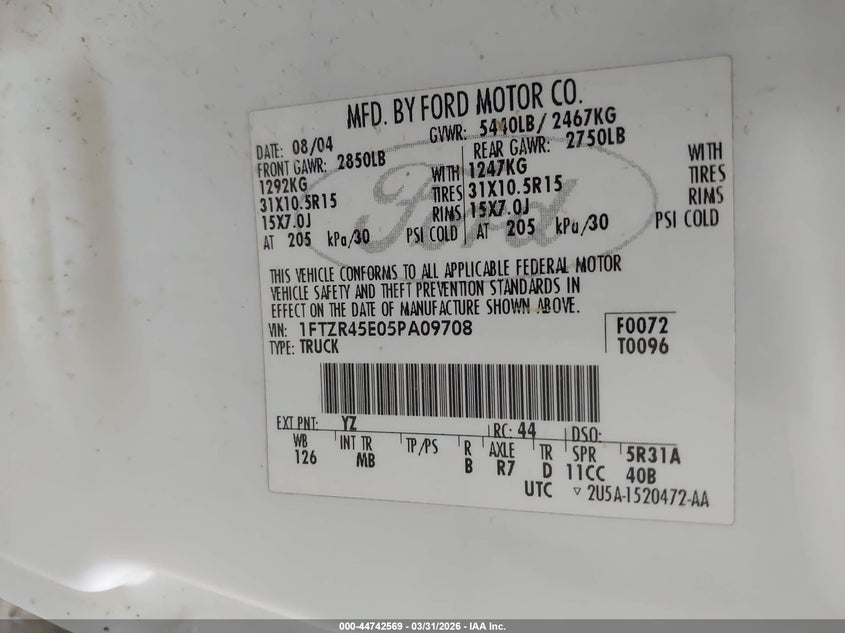 MFD. BY FORD MOTOR CO.
DATE: 08/04 GVWR: 5440LB/ 2467KG
FRONT GAWR: 2850LB REAR GAWR: 2750LB
1292KG WITH 1247KG WITH
31X10.5R15 TIRES 31X10.5R15 TIRES
15X7.0J RIMS 15X7.0J RIMS
AT 205 kPa/30 PSI COLD AT 205 kPa/30 PSI COLD
Ford
THIS VEHICLE CONFORMS TO ALL APPLICABLE FEDERAL MOTOR
VEHICLE SAFETY AND THEFT PREVENTION STANDARDS IN
EFFECT ON THE DATE OF MANUFACTURE SHOWN ABOVE.
VIN: 1FTZR45E05PA09708 F0072
TYPE: TRUCK T0096
EXT PNT: YZ RC: 44 DSO:
WB INT TR TP/PS R AXLE TR SPR 5R31A
126 MB B R7 D 11CC 40B
UTC ▽ 2U5A-1520472-AA
000-44742569 - 03/31/2026 - IAA Inc.